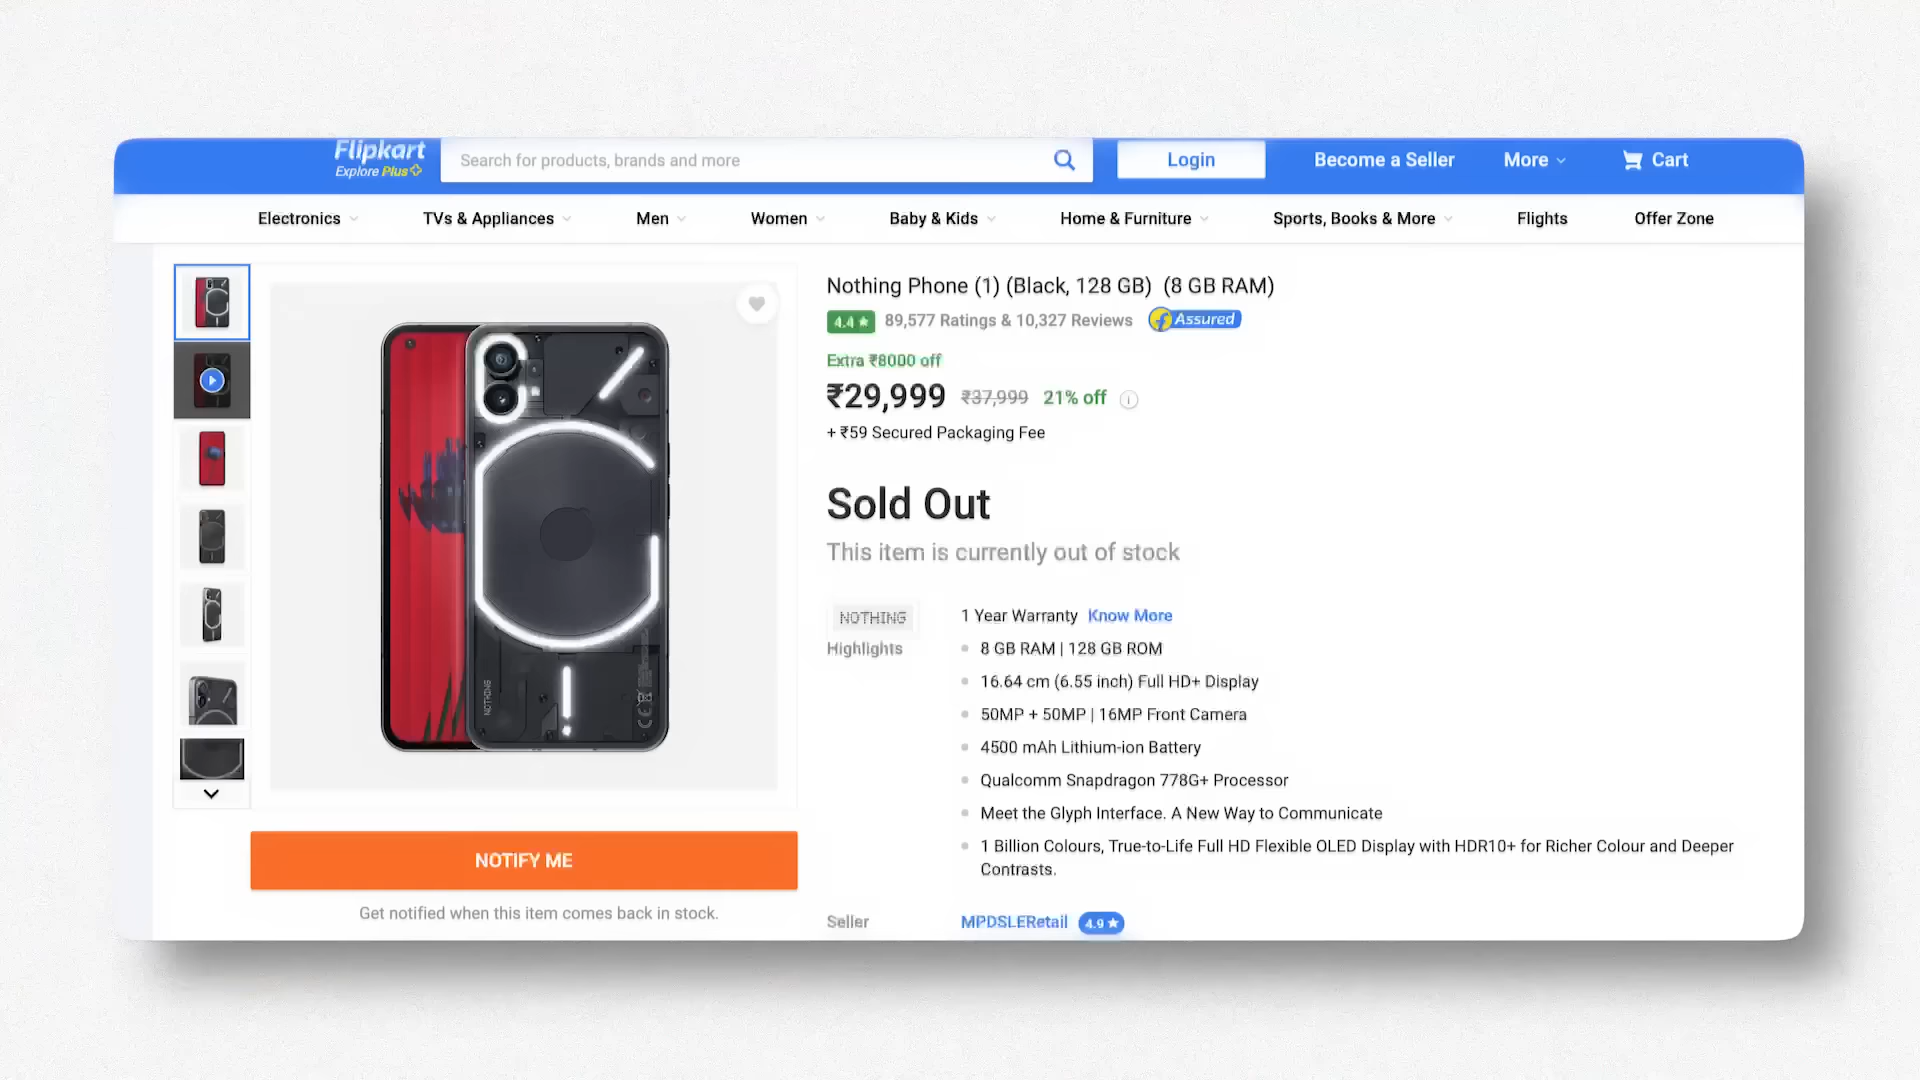 Flipkart
Explore Plus
Search for products, brands and more
Login
Become a Seller
More
Cart
Electronics
TVs & Appliances
Men
Women
Baby & Kids
Home & Furniture
Sports, Books & More
Flights
Offer Zone
Nothing Phone (1) (Black, 128 GB) (8 GB RAM)
4.4★ 89,577 Ratings & 10,327 Reviews Assured
Extra ₹8000 off
₹29,999 ₹37,999 21% off
+ ₹59 Secured Packaging Fee
Sold Out
This item is currently out of stock
NOTHING 1 Year Warranty Know More
Highlights
8 GB RAM | 128 GB ROM
16.64 cm (6.55 inch) Full HD+ Display
50MP + 50MP | 16MP Front Camera
4500 mAh Lithium-ion Battery
Qualcomm Snapdragon 778G+ Processor
Meet the Glyph Interface. A New Way to Communicate
1 Billion Colours, True-to-Life Full HD Flexible OLED Display with HDR10+ for Richer Colour and Deeper
Contrasts.
Seller MPDSLERetail 4.9★
NOTHING
NOTIFY ME
Get notified when this item comes back in stock.